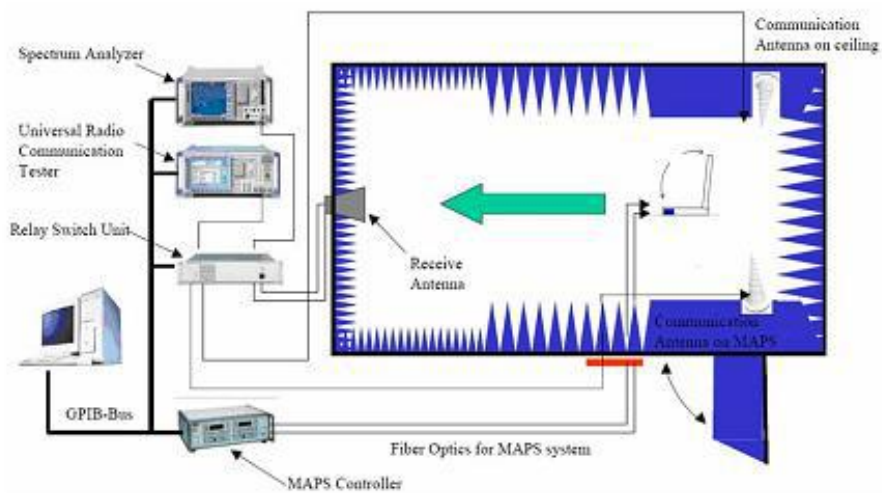 Communication
Antenna on ceiling
Spectrum Analyzer
Universal Radio
Communication
Tester
Relay Switch Unit
Receive
Antenna
Communication
Antenna on MAPS
GPIB-Bus
Fiber Optics for MAPS system
MAPS Controller